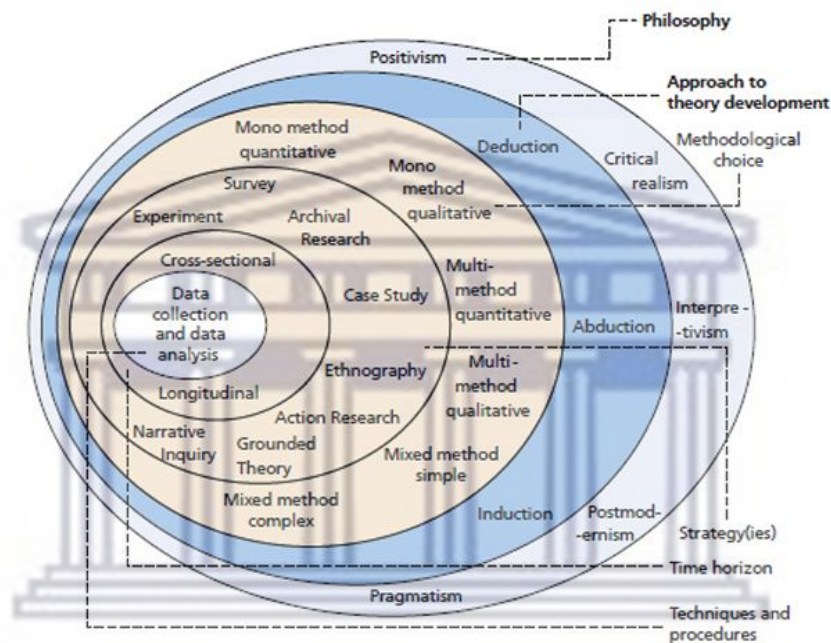 Philosophy
Positivism
Approach to
theory development
Mono method
quantitative
Deduction
Methodological
choice
Critical
realism
Mono
method
qualitative
Survey
Experiment
Archival
Research
Cross-sectional
Multi-
method
quantitative
Data
collection
and data
analysis
Case Study
Abduction
Interpre-
-tivism
Ethnography
Multi-
method
qualitative
Longitudinal
Action Research
Narrative
Inquiry
Grounded
Theory
Mixed method
simple
Mixed method
complex
Induction
Postmod-
-ernism
Strategy(ies)
Time horizon
Pragmatism
Techniques and
procedures